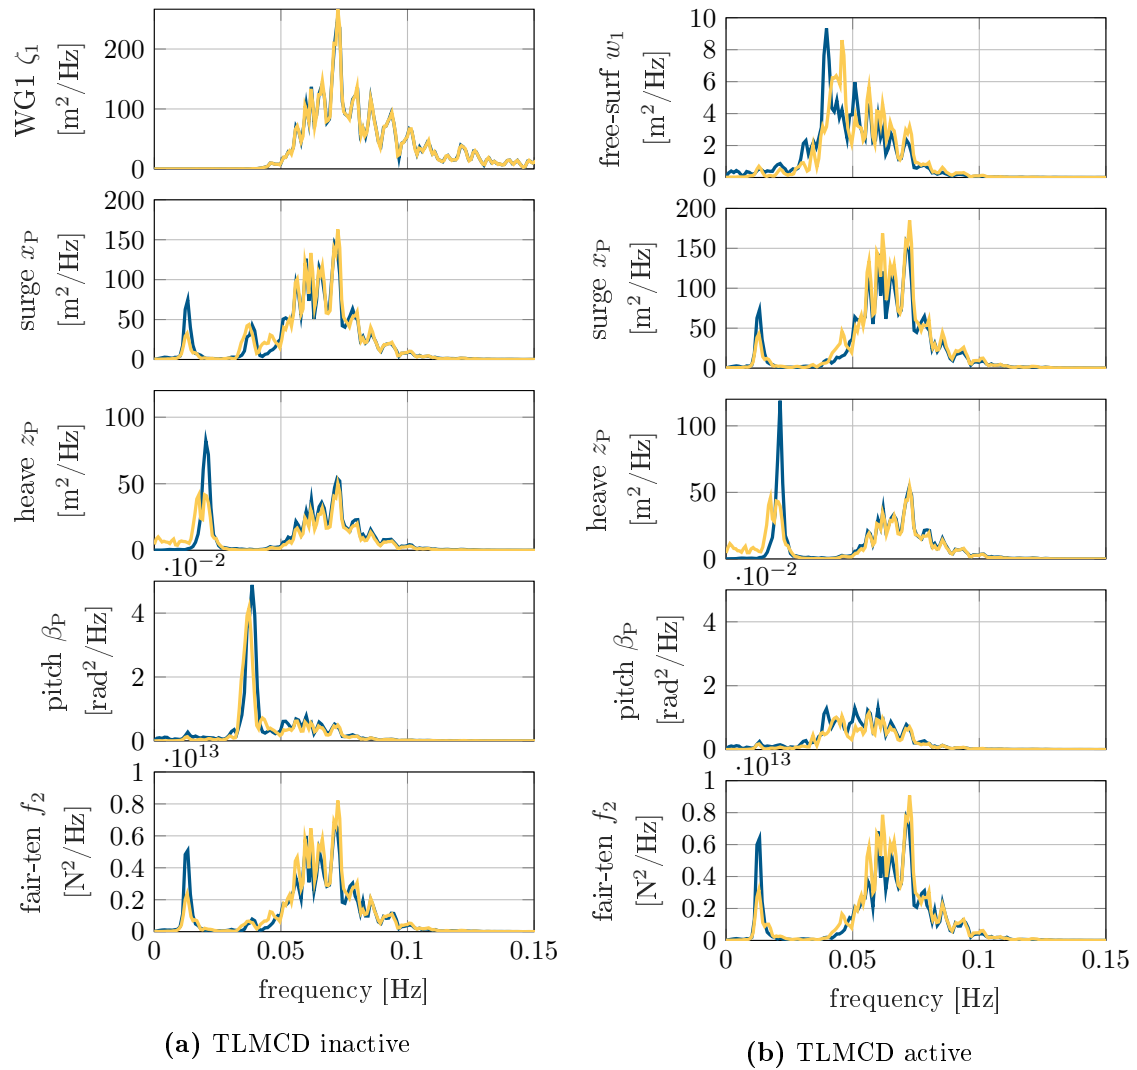 WG1 ζ1
[m²/Hz]
200
100
0
surge xP
[m²/Hz]
200
150
100
50
0
heave zP
[m²/Hz]
100
50
0
·10⁻²
pitch βP
[rad²/Hz]
4
2
0
·10¹³
fair-ten f2
[N²/Hz]
1
0.8
0.6
0.4
0.2
0
0 0.05 0.1 0.15
frequency [Hz]
(a) TLMCD inactive
free-surf w1
[m²/Hz]
10
8
6
4
2
0
surge xP
[m²/Hz]
200
150
100
50
0
heave zP
[m²/Hz]
100
50
0
·10⁻²
pitch βP
[rad²/Hz]
4
2
0
·10¹³
fair-ten f2
[N²/Hz]
1
0.8
0.6
0.4
0.2
0
0 0.05 0.1 0.15
frequency [Hz]
(b) TLMCD active